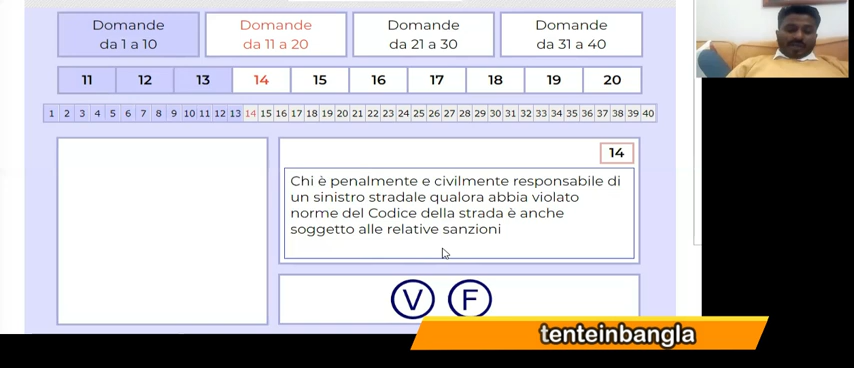 Domande
da 1 a 10
Domande
da 11 a 20
Domande
da 21 a 30
Domande
da 31 a 40
11 12 13 14 15 16 17 18 19 20
1 2 3 4 5 6 7 8 9 10 11 12 13 14 15 16 17 18 19 20 21 22 23 24 25 26 27 28 29 30 31 32 33 34 35 36 37 38 39 40
14
Chi è penalmente e civilmente responsabile di
un sinistro stradale qualora abbia violato
norme del Codice della strada è anche
soggetto alle relative sanzioni
V F
tenteinbangla